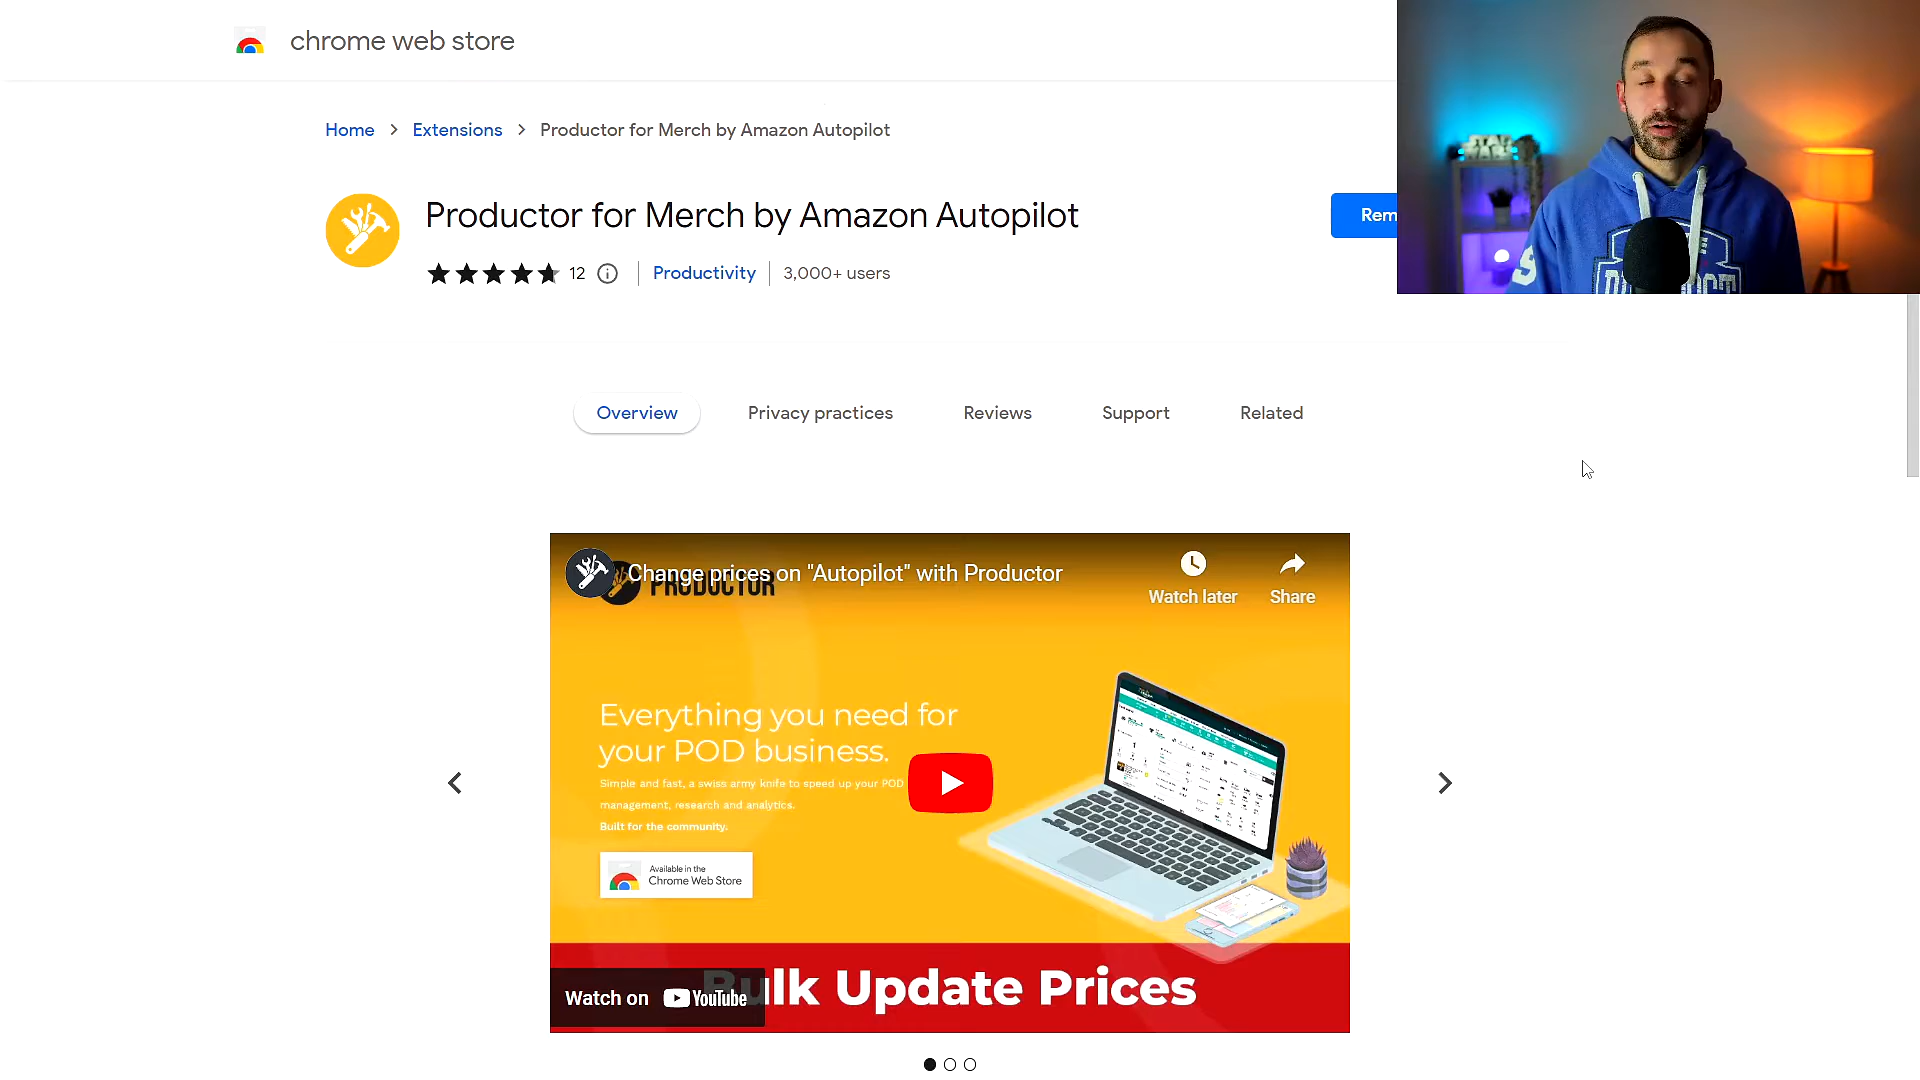 chrome web store
Home > Extensions > Productor for Merch by Amazon Autopilot
Productor for Merch by Amazon Autopilot
Rem
12
Productivity
3,000+ users
Overview
Privacy practices
Reviews
Support
Related
Change prices on "Autopilot" with Productor
PRODUCTOR
Watch later
Share
Everything you need for
your POD business.
Simple and fast, a swiss army knife to speed up your POD
management, research and analytics.
Built for the community.
Available in the
Chrome Web Store
Bulk Update Prices
Watch on YouTube